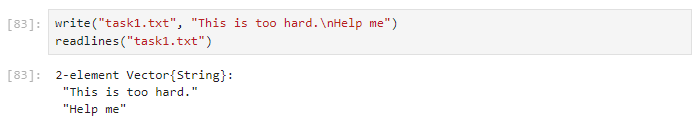 [83]: write("task1.txt", "This is too hard.\nHelp me")
readlines("task1.txt")
[83]: 2-element Vector{String}:
"This is too hard."
"Help me"